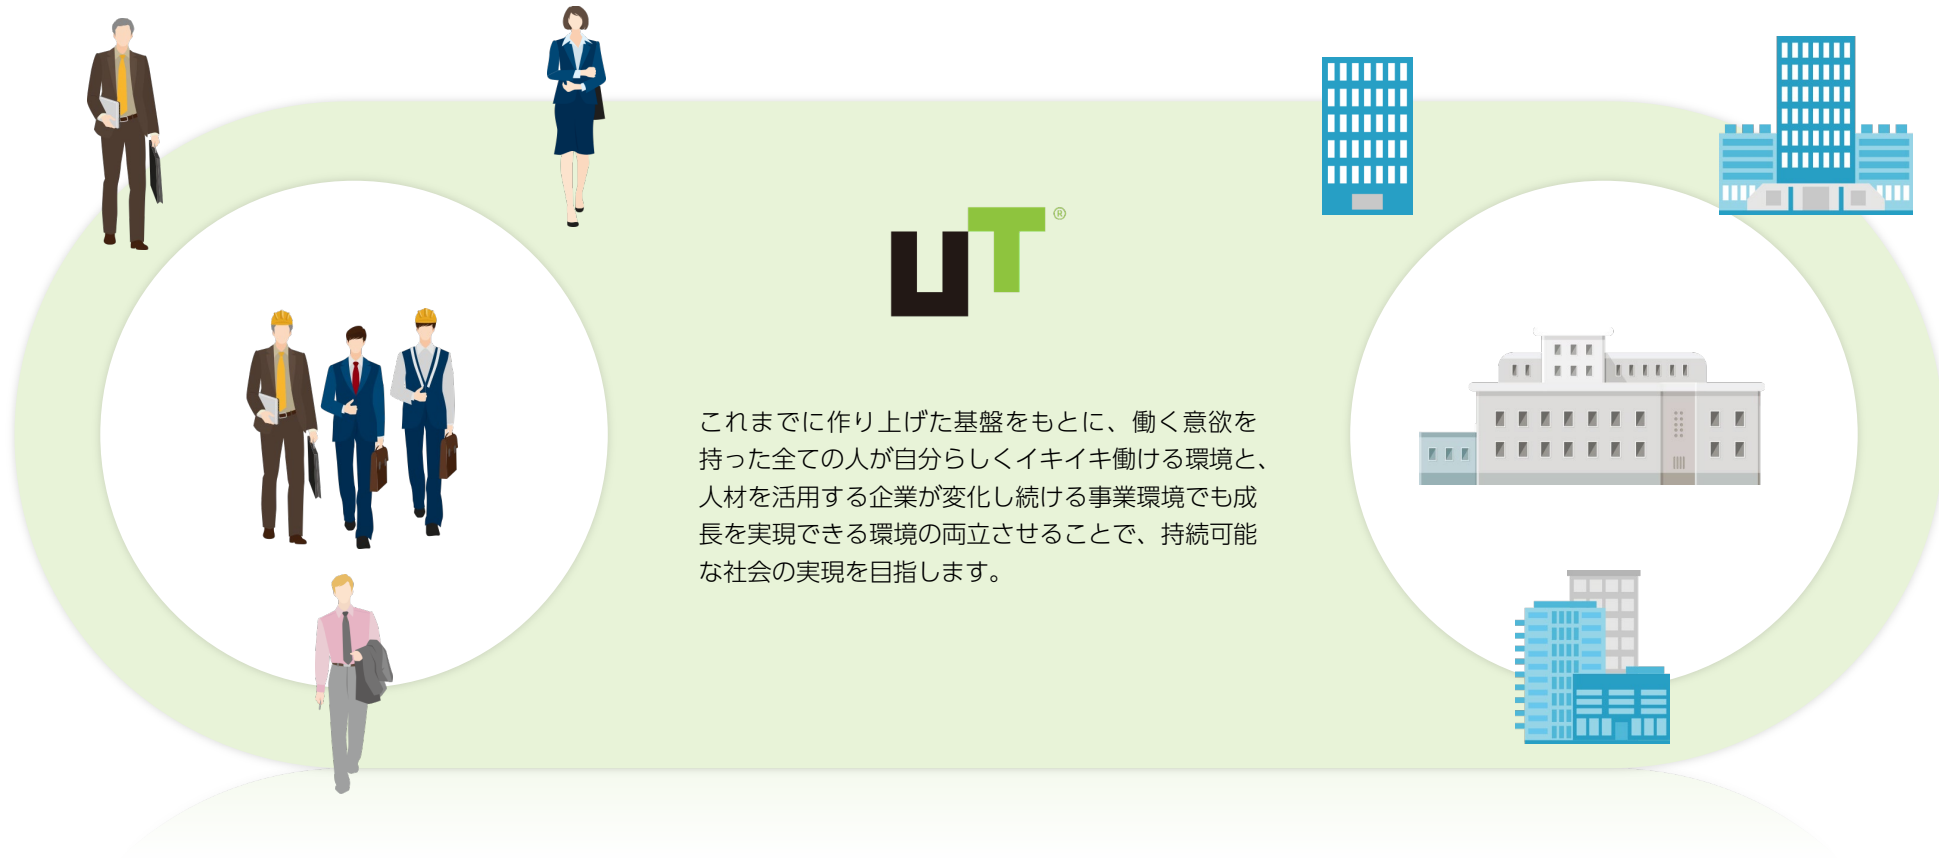 UT®
これまでに作り上げた基盤をもとに、働く意欲を
持った全ての人が自分らしくイキイキ働ける環境と、
人材を活用する企業が変化し続ける事業環境でも成
長を実現できる環境の両立させることで、持続可能
な社会の実現を目指します。